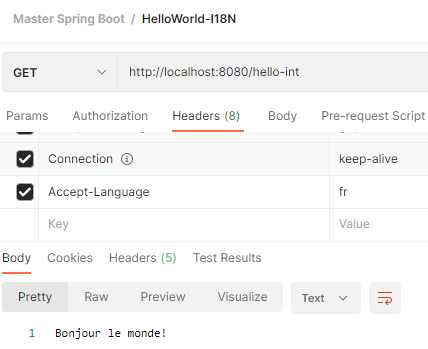 Master Spring Boot / HelloWorld-I18N
GET http://localhost:8080/hello-int
Params Authorization Headers (8) Body Pre-request Script
Connection keep-alive
Accept-Language fr
Key Value
Body Cookies Headers (5) Test Results
Pretty Raw Preview Visualize Text
1 Bonjour le monde!